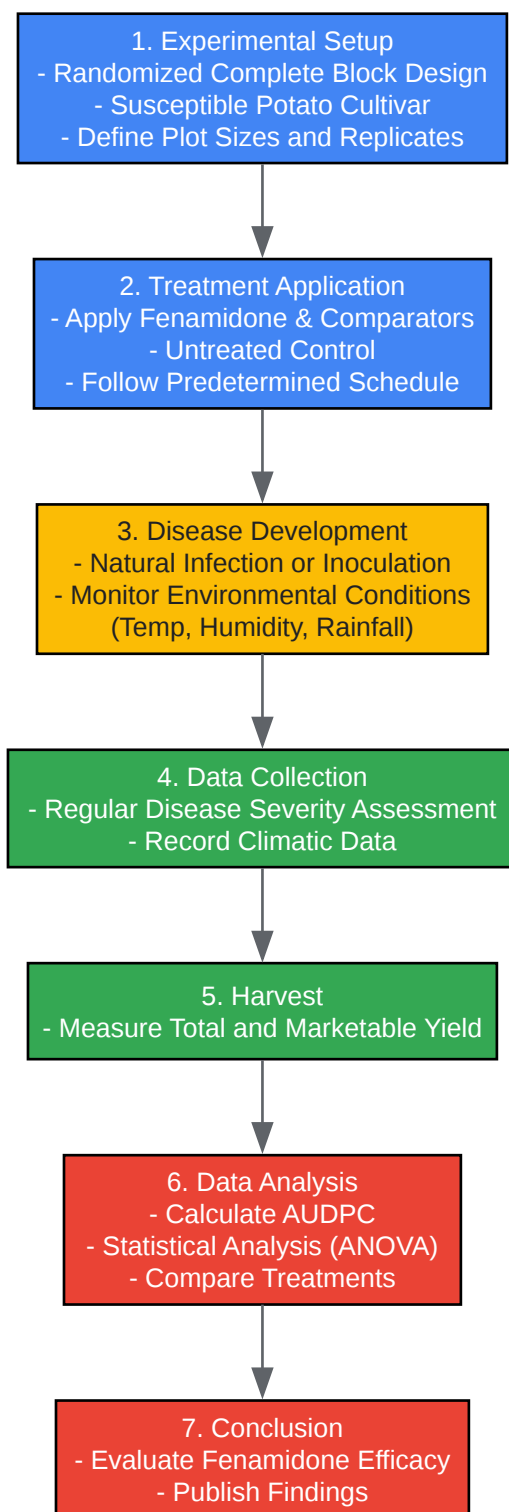 1. Experimental Setup
- Randomized Complete Block Design
- Susceptible Potato Cultivar
- Define Plot Sizes and Replicates
2. Treatment Application
- Apply Fenamidone & Comparators
- Untreated Control
- Follow Predetermined Schedule
3. Disease Development
- Natural Infection or Inoculation
- Monitor Environmental Conditions
(Temp, Humidity, Rainfall)
4. Data Collection
- Regular Disease Severity Assessment
- Record Climatic Data
5. Harvest
- Measure Total and Marketable Yield
6. Data Analysis
- Calculate AUDPC
- Statistical Analysis (ANOVA)
- Compare Treatments
7. Conclusion
- Evaluate Fenamidone Efficacy
- Publish Findings